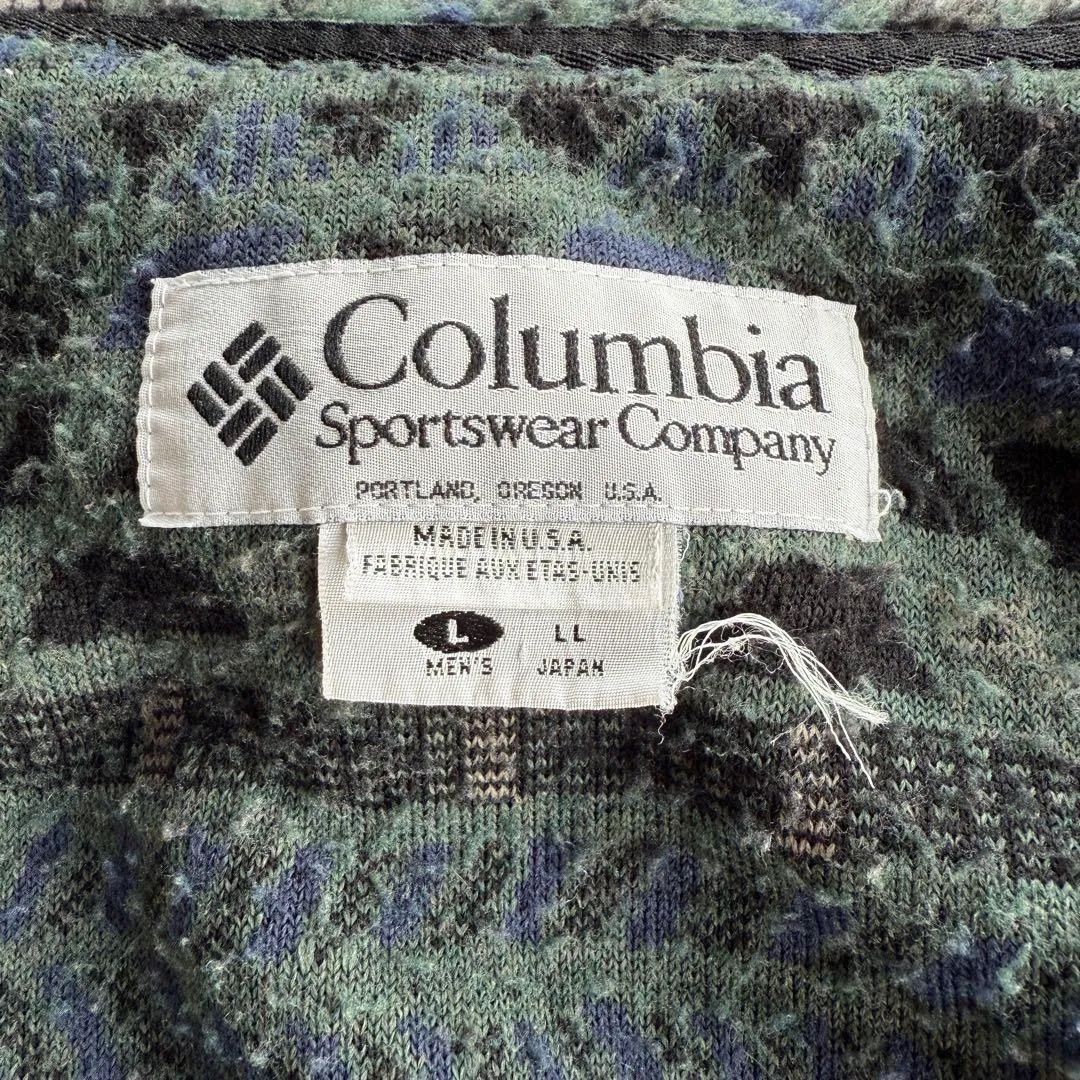 Columbia
Sportswear Company
PORTLAND, OREGON U.S.A.
MADE IN U.S.A.
FABRIQUE AUX ETAS-UNIS
L LL
MEN'S JAPAN